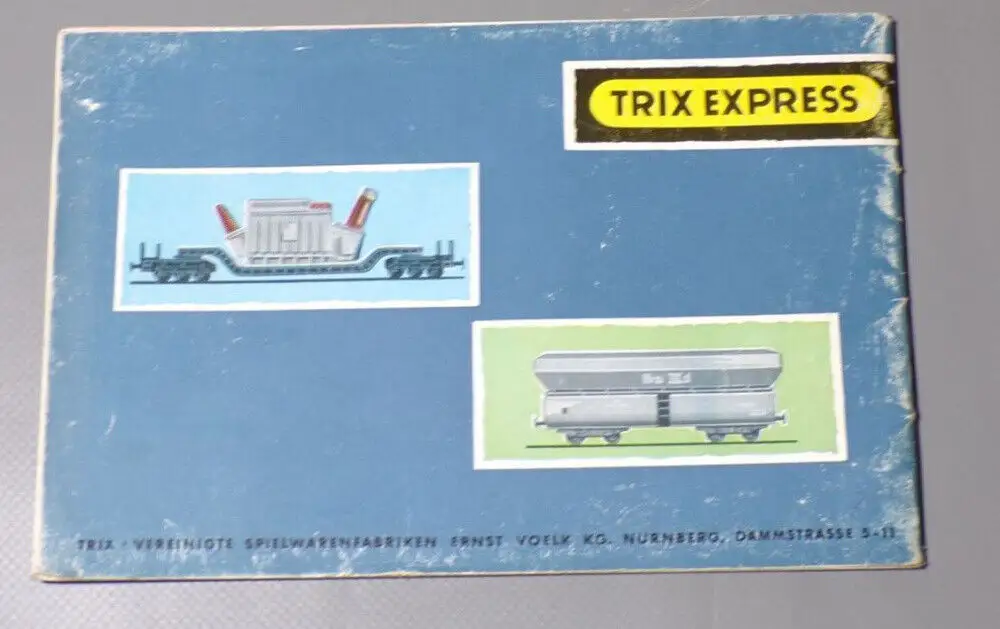 TRIX EXPRESS
TRIX · VEREINIGTE SPIELWARENFABRIKEN ERNST VOELK KG. NÜRNBERG, DAMMSTRASSE 5-11